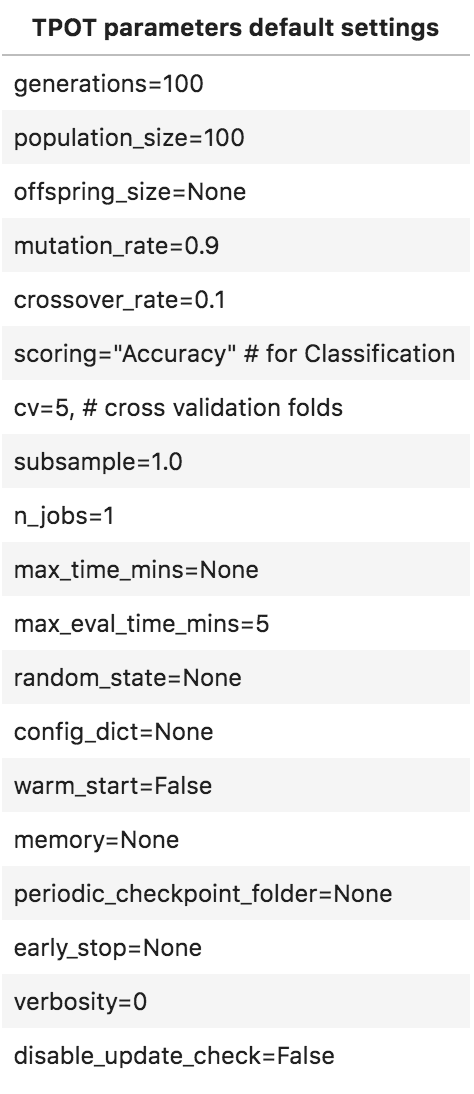 TPOT parameters default settings
generations=100
population_size=100
offspring_size=None
mutation_rate=0.9
crossover_rate=0.1
scoring="Accuracy" # for Classification
cv=5, # cross validation folds
subsample=1.0
n_jobs=1
max_time_mins=None
max_eval_time_mins=5
random_state=None
config_dict=None
warm_start=False
memory=None
periodic_checkpoint_folder=None
early_stop=None
verbosity=0
disable_update_check=False